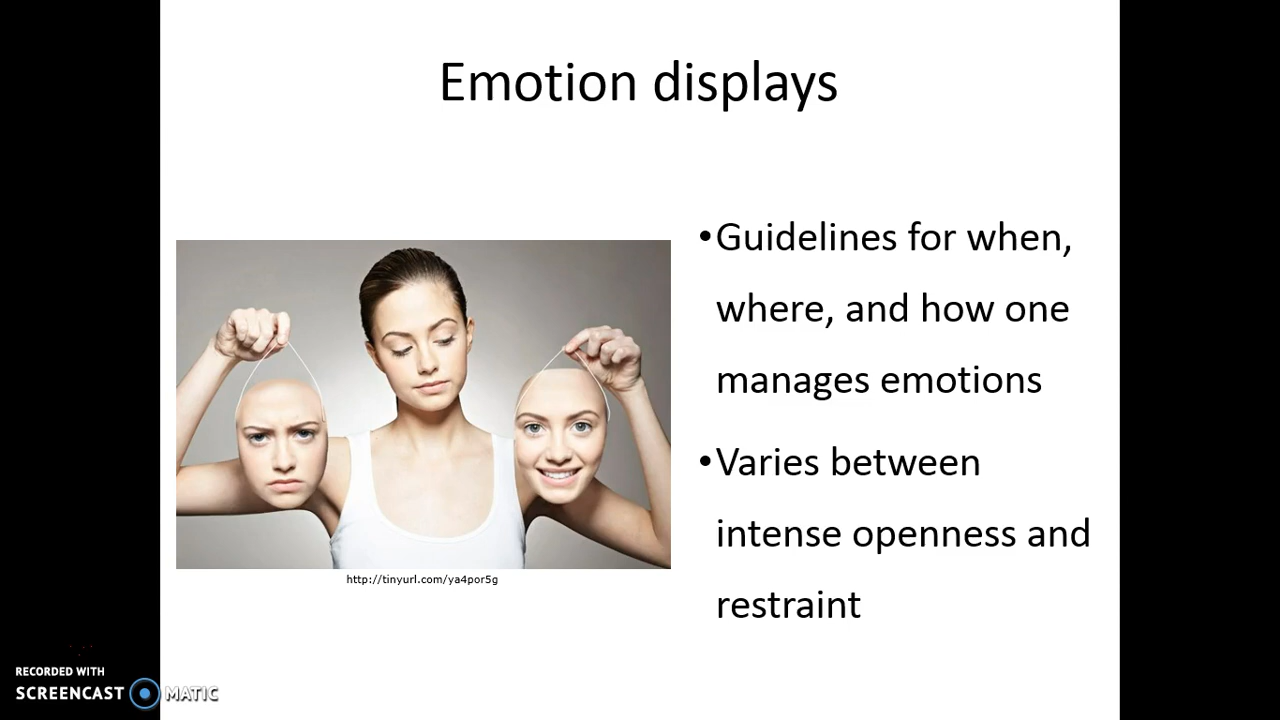 Emotion displays
•Guidelines for when,
where, and how one
manages emotions
•Varies between
intense openness and
restraint
http://tinyurl.com/ya4por5g
RECORDED WITH
SCREENCAST MATIC